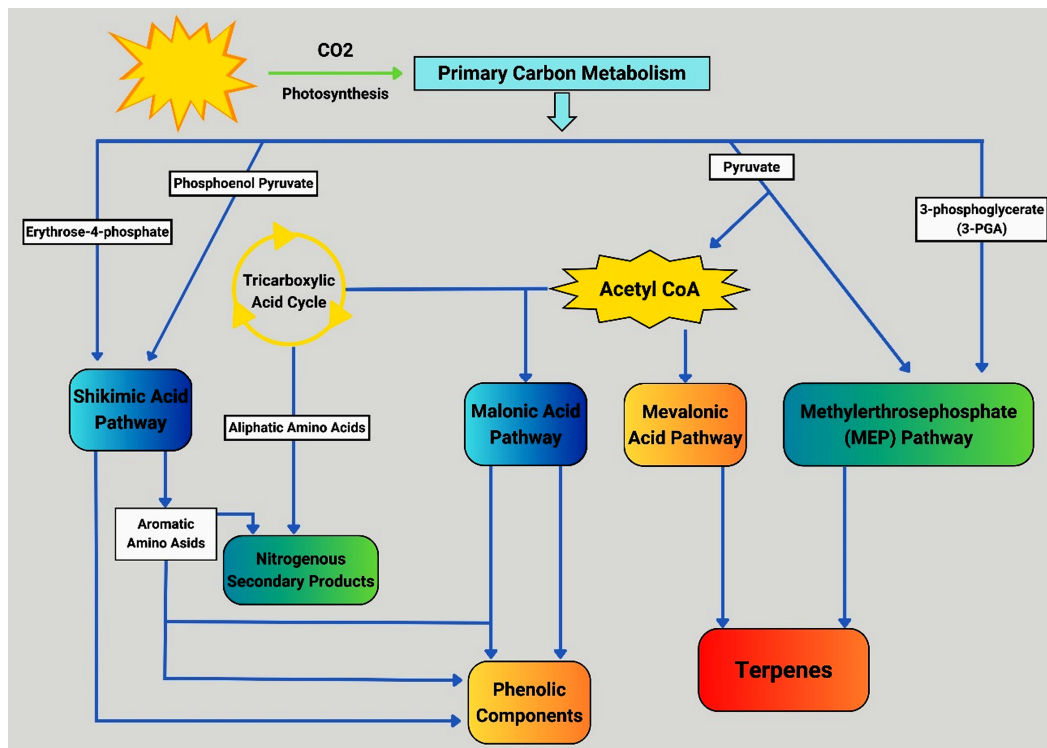 CO2
Photosynthesis
Primary Carbon Metabolism
Phosphoenol Pyruvate
Pyruvate
Erythrose-4-phosphate
3-phosphoglycerate
(3-PGA)
Tricarboxylic
Acid Cycle
Acetyl CoA
Shikimic Acid
Pathway
Aliphatic Amino Acids
Malonic Acid
Pathway
Mevalonic
Acid Pathway
Methylerthrosephosphate
(MEP) Pathway
Aromatic
Amino Asids
Nitrogenous
Secondary Products
Phenolic
Components
Terpenes